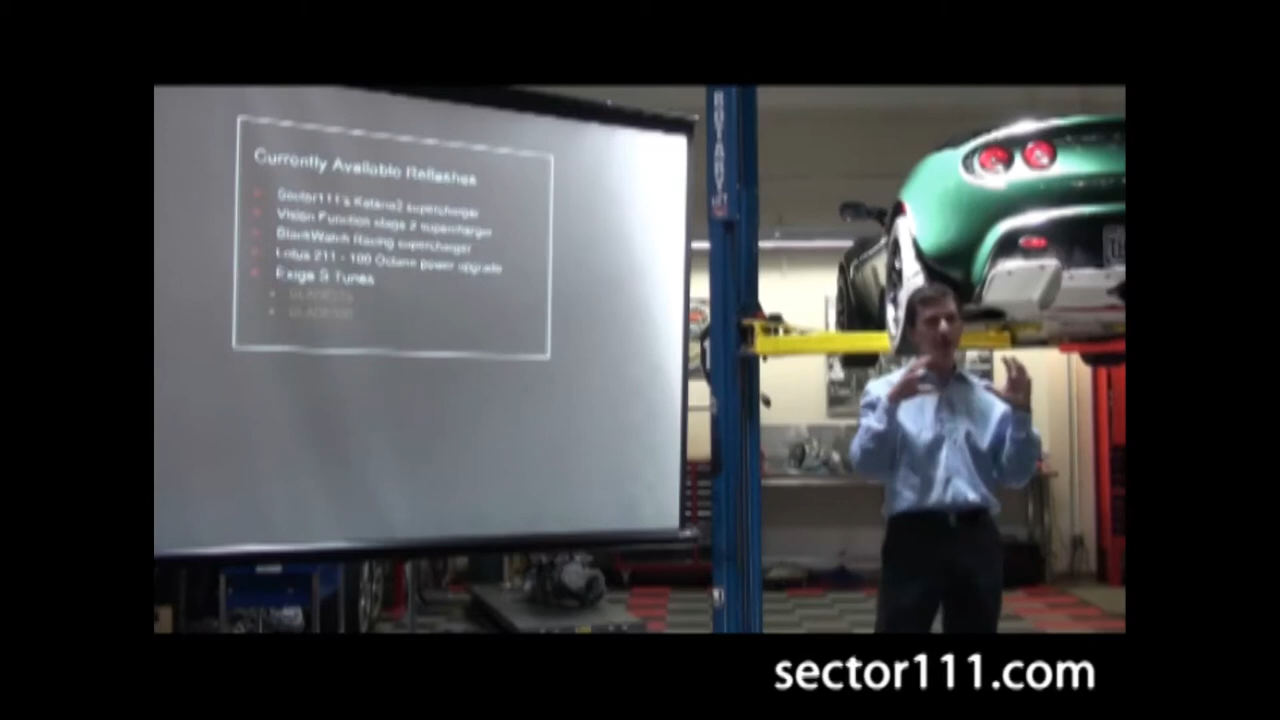 Currently Available Reflashes
Sector111's Katana2 supercharger
Vision Function stage 2 supercharger
BlackWatch Racing supercharger
Lotus 211 - 100 Octane power upgrade
Exige S Tunes
ROTARY
sector111.com